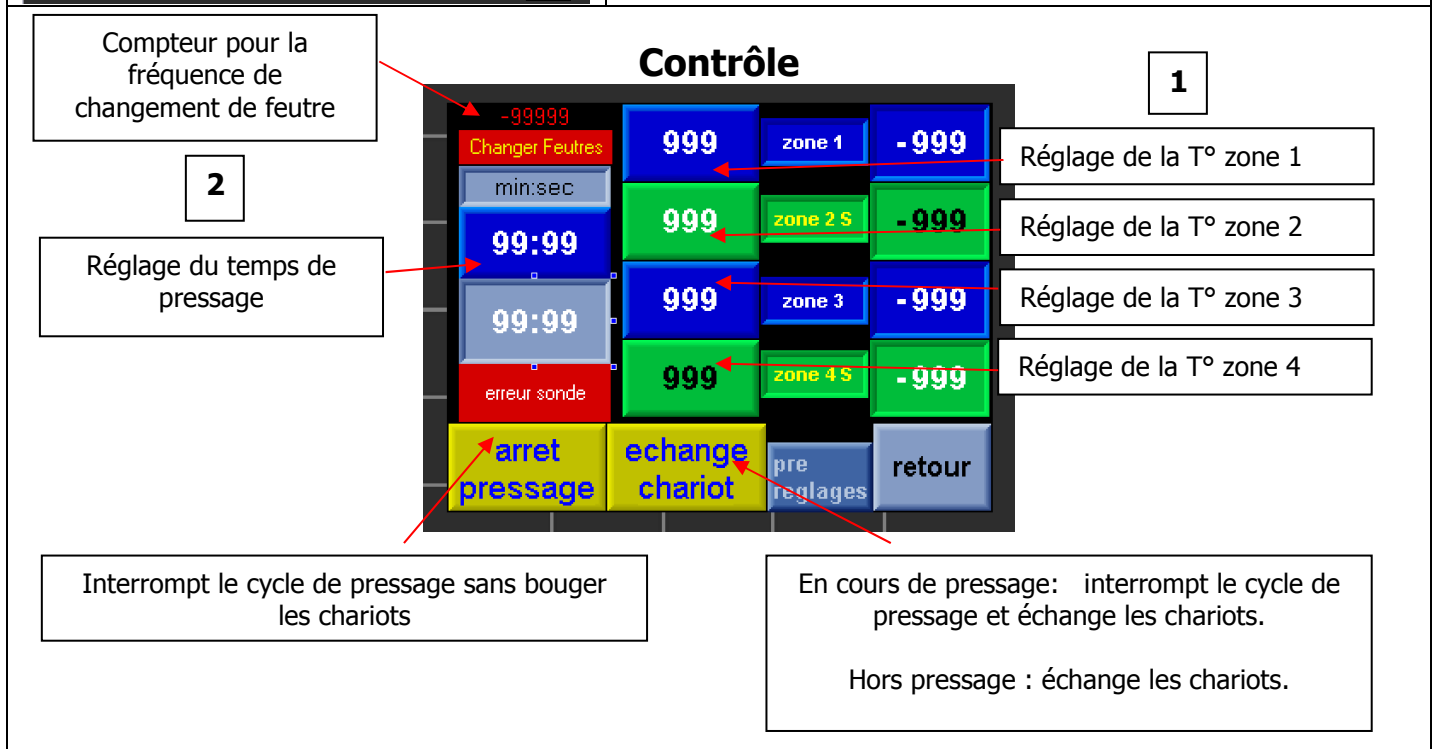 Compteur pour la
fréquence de
changement de feutre
Contrôle
1
2
Réglage du temps de
pressage
-99999
Changer Feutres
min:sec
99:99
99:99
erreur sonde
999
zone 1
-999
999
zone 2 S
-999
999
zone 3
-999
999
zone 4 S
-999
arret
pressage
echange
chariot
pre
reglages
retour
Réglage de la T° zone 1
Réglage de la T° zone 2
Réglage de la T° zone 3
Réglage de la T° zone 4
Interrompt le cycle de pressage sans bouger
les chariots
En cours de pressage: interrompt le cycle de
pressage et échange les chariots.
Hors pressage : échange les chariots.